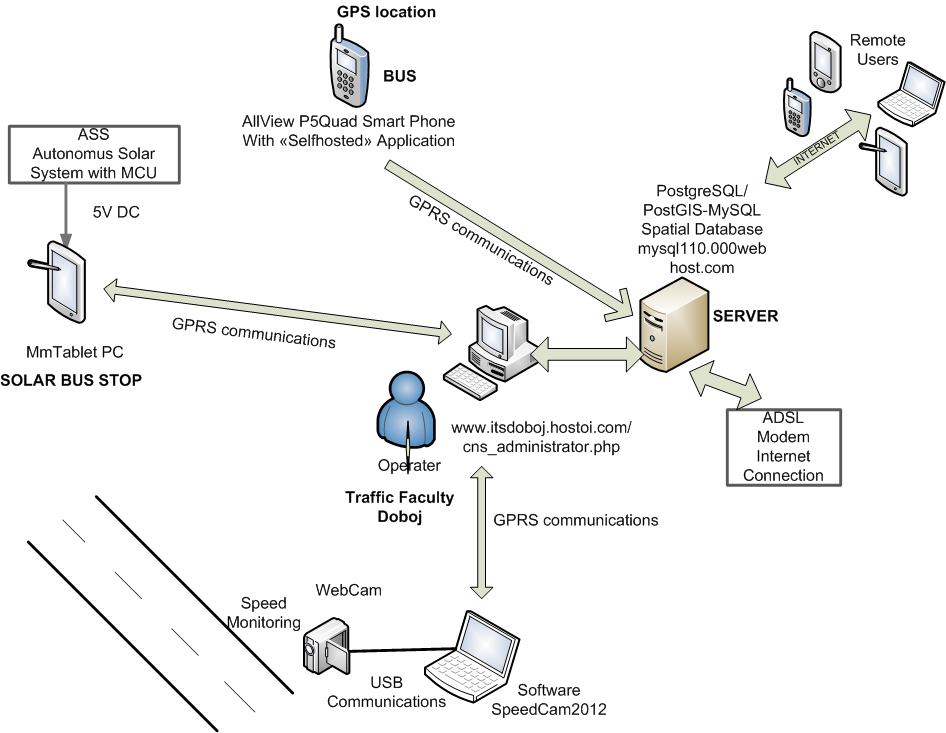 GPS location
BUS
AllView P5Quad Smart Phone
With «Selfhosted» Application
Remote
Users
INTERNET
ASS
Autonomus Solar
System with MCU
5V DC
GPRS communications
PostgreSQL/
PostGIS-MySQL
Spatial Database
mysql110.000web
host.com
SERVER
GPRS communications
MmTablet PC
SOLAR BUS STOP
www.itsdoboj.hostoi.com/
cns_administrator.php
Operater
Traffic Faculty
Doboj
ADSL
Modem
Internet
Connection
GPRS communications
WebCam
Speed
Monitoring
USB
Communications
Software
SpeedCam2012